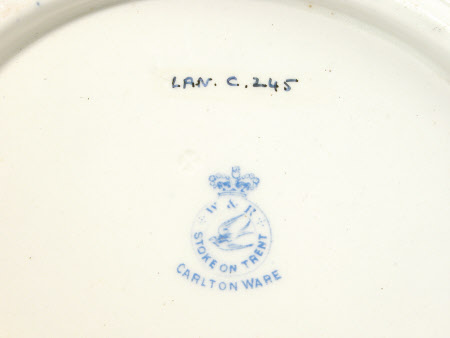 LAN. C. 245
W & R
STOKE ON TRENT
CARLTON WARE